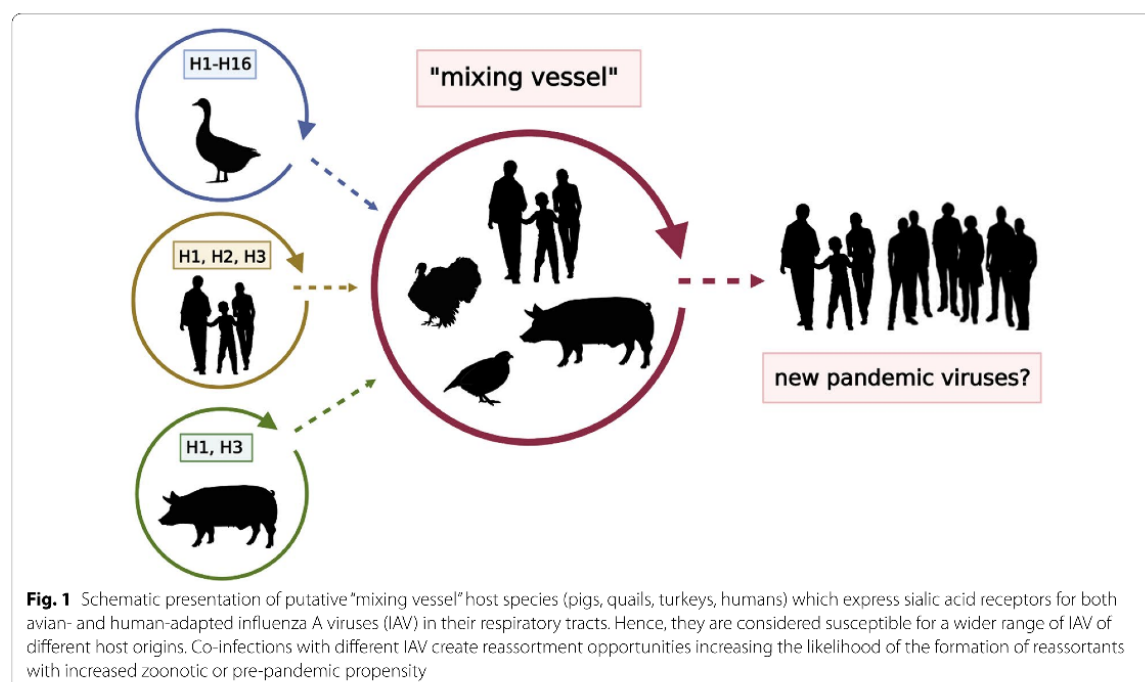 H1-H16
"mixing vessel"
H1, H2, H3
H1, H3
new pandemic viruses?
Fig. 1 Schematic presentation of putative “mixing vessel” host species (pigs, quails, turkeys, humans) which express sialic acid receptors for both
avian- and human-adapted influenza A viruses (IAV) in their respiratory tracts. Hence, they are considered susceptible for a wider range of IAV of
different host origins. Co-infections with different IAV create reassortment opportunities increasing the likelihood of the formation of reassortants
with increased zoonotic or pre-pandemic propensity